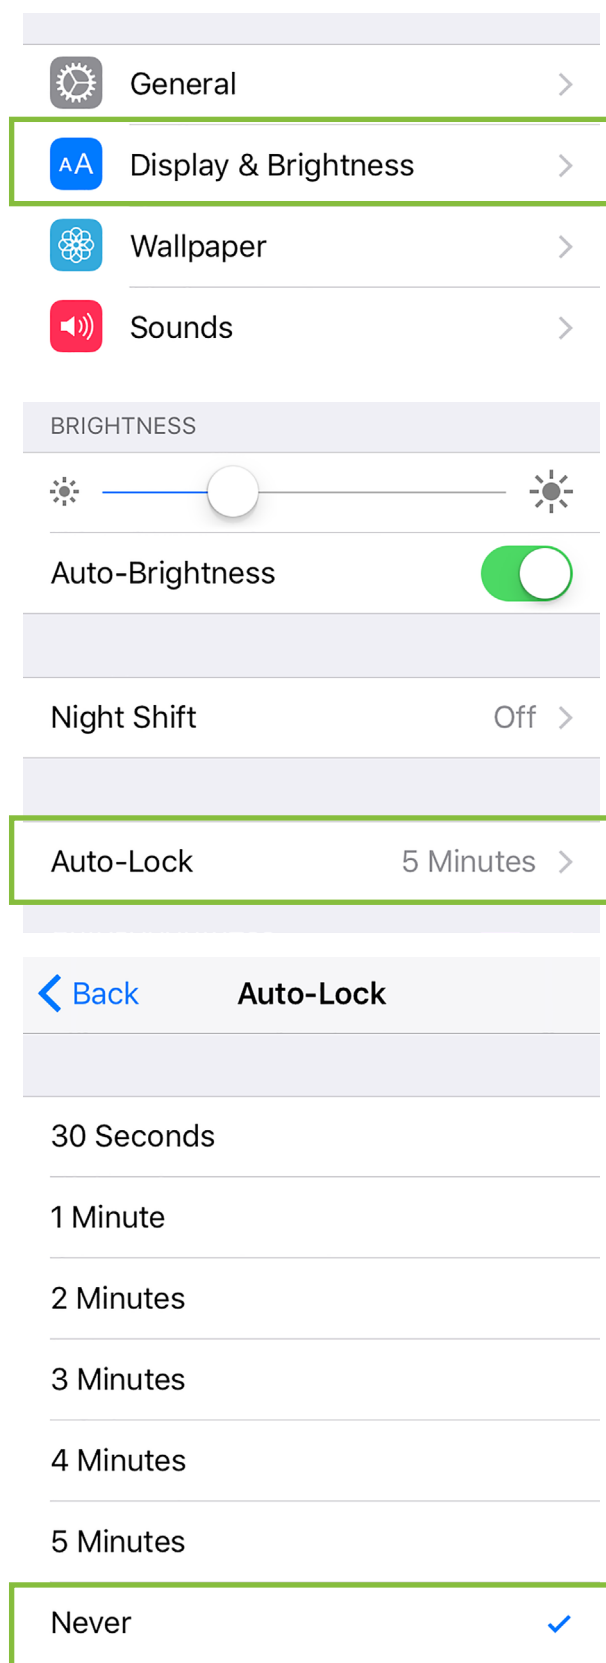 General
AA Display & Brightness
Wallpaper
Sounds
BRIGHTNESS
Auto-Brightness
Night Shift Off
Auto-Lock 5 Minutes
Back Auto-Lock
30 Seconds
1 Minute
2 Minutes
3 Minutes
4 Minutes
5 Minutes
Never